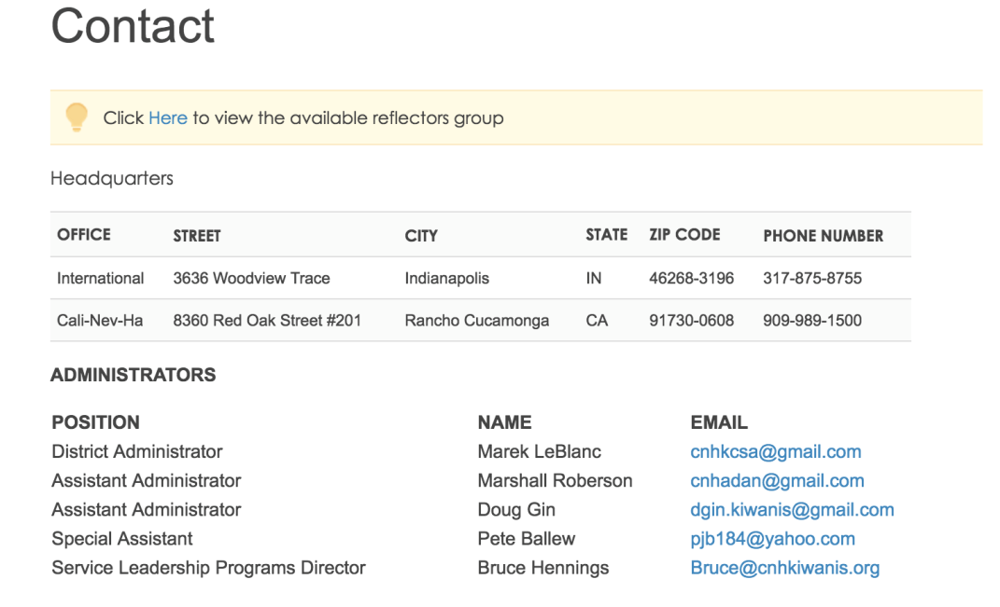 Contact
Click Here to view the available reflectors group
Headquarters
OFFICE STREET CITY STATE ZIP CODE PHONE NUMBER
International 3636 Woodview Trace Indianapolis IN 46268-3196 317-875-8755
Cali-Nev-Ha 8360 Red Oak Street #201 Rancho Cucamonga CA 91730-0608 909-989-1500
ADMINISTRATORS
POSITION NAME EMAIL
District Administrator Marek LeBlanc cnhkcsa@gmail.com
Assistant Administrator Marshall Roberson cnhadan@gmail.com
Assistant Administrator Doug Gin dgin.kiwanis@gmail.com
Special Assistant Pete Ballew pjb184@yahoo.com
Service Leadership Programs Director Bruce Hennings Bruce@cnhkiwanis.org